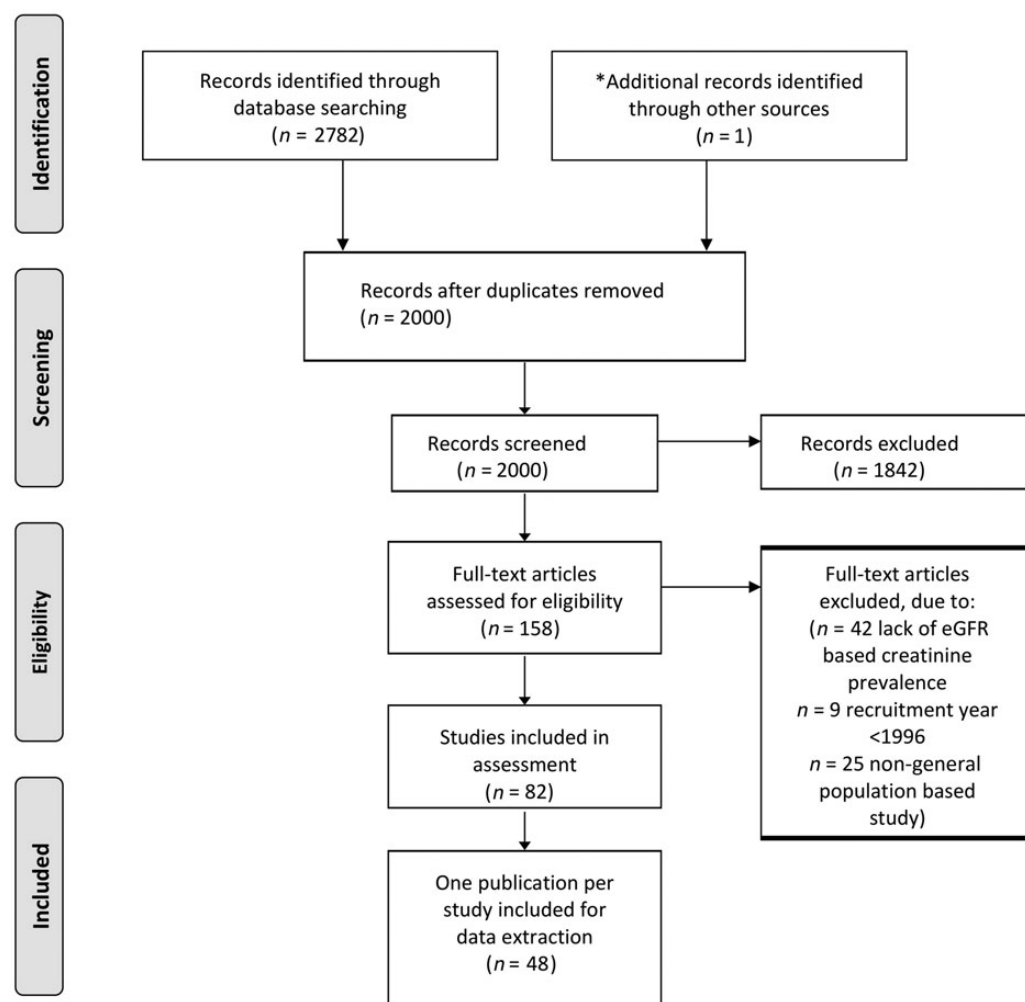 Identification
Records identified through
database searching
(n = 2782)
*Additional records identified
through other sources
(n = 1)
Screening
Records after duplicates removed
(n = 2000)
Records screened
(n = 2000)
Records excluded
(n = 1842)
Eligibility
Full-text articles
assessed for eligibility
(n = 158)
Full-text articles
excluded, due to:
(n = 42 lack of eGFR
based creatinine
prevalence
n = 9 recruitment year
<1996
n = 25 non-general
population based
study)
Studies included in
assessment
(n = 82)
Included
One publication per
study included for
data extraction
(n = 48)